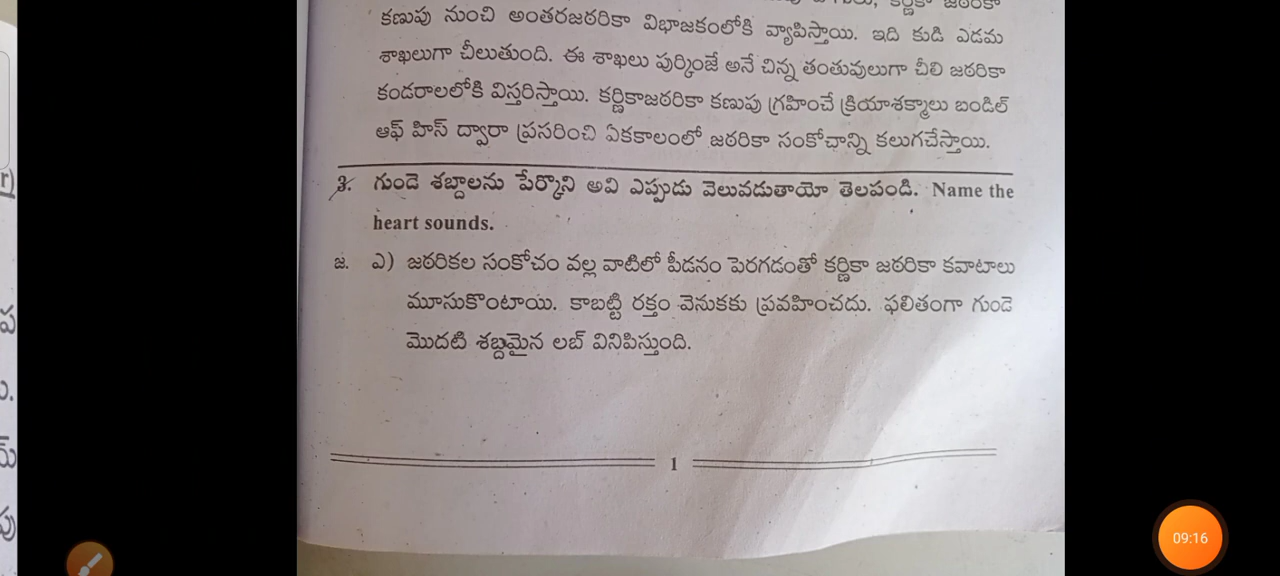 కణుపు నుంచి అంతరజఠరికా విభాజకంలోకి వ్యాపిస్తాయి. ఇది కుడి ఎడమ
శాఖలుగా చీలుతుంది. ఈ శాఖలు పుర్కింజే అనే చిన్న తంతువులుగా చీలి జఠరికా
కండరాలలోకి విస్తరిస్తాయి. కర్ణికాజఠరికా కణుపు గ్రహించే క్రియాశక్మాలు బండిల్
ఆఫ్ హిస్ ద్వారా ప్రసరించి ఏకకాలంలో జఠరికా సంకోచాన్ని కలుగచేస్తాయి.
3. గుండె శబ్దాలను పేర్కొని అవి ఎప్పుడు వెలువడుతాయో తెలపండి. Name the
heart sounds.
జ. ఎ) జఠరికల సంకోచం వల్ల వాటిలో పీడనం పెరగడంతో కర్ణికా జఠరికా కవాటాలు
మూసుకొంటాయి. కాబట్టి రక్తం వెనుకకు ప్రవహించదు. ఫలితంగా గుండె
మొదటి శబ్దమైన లబ్ వినిపిస్తుంది.
1
09:16